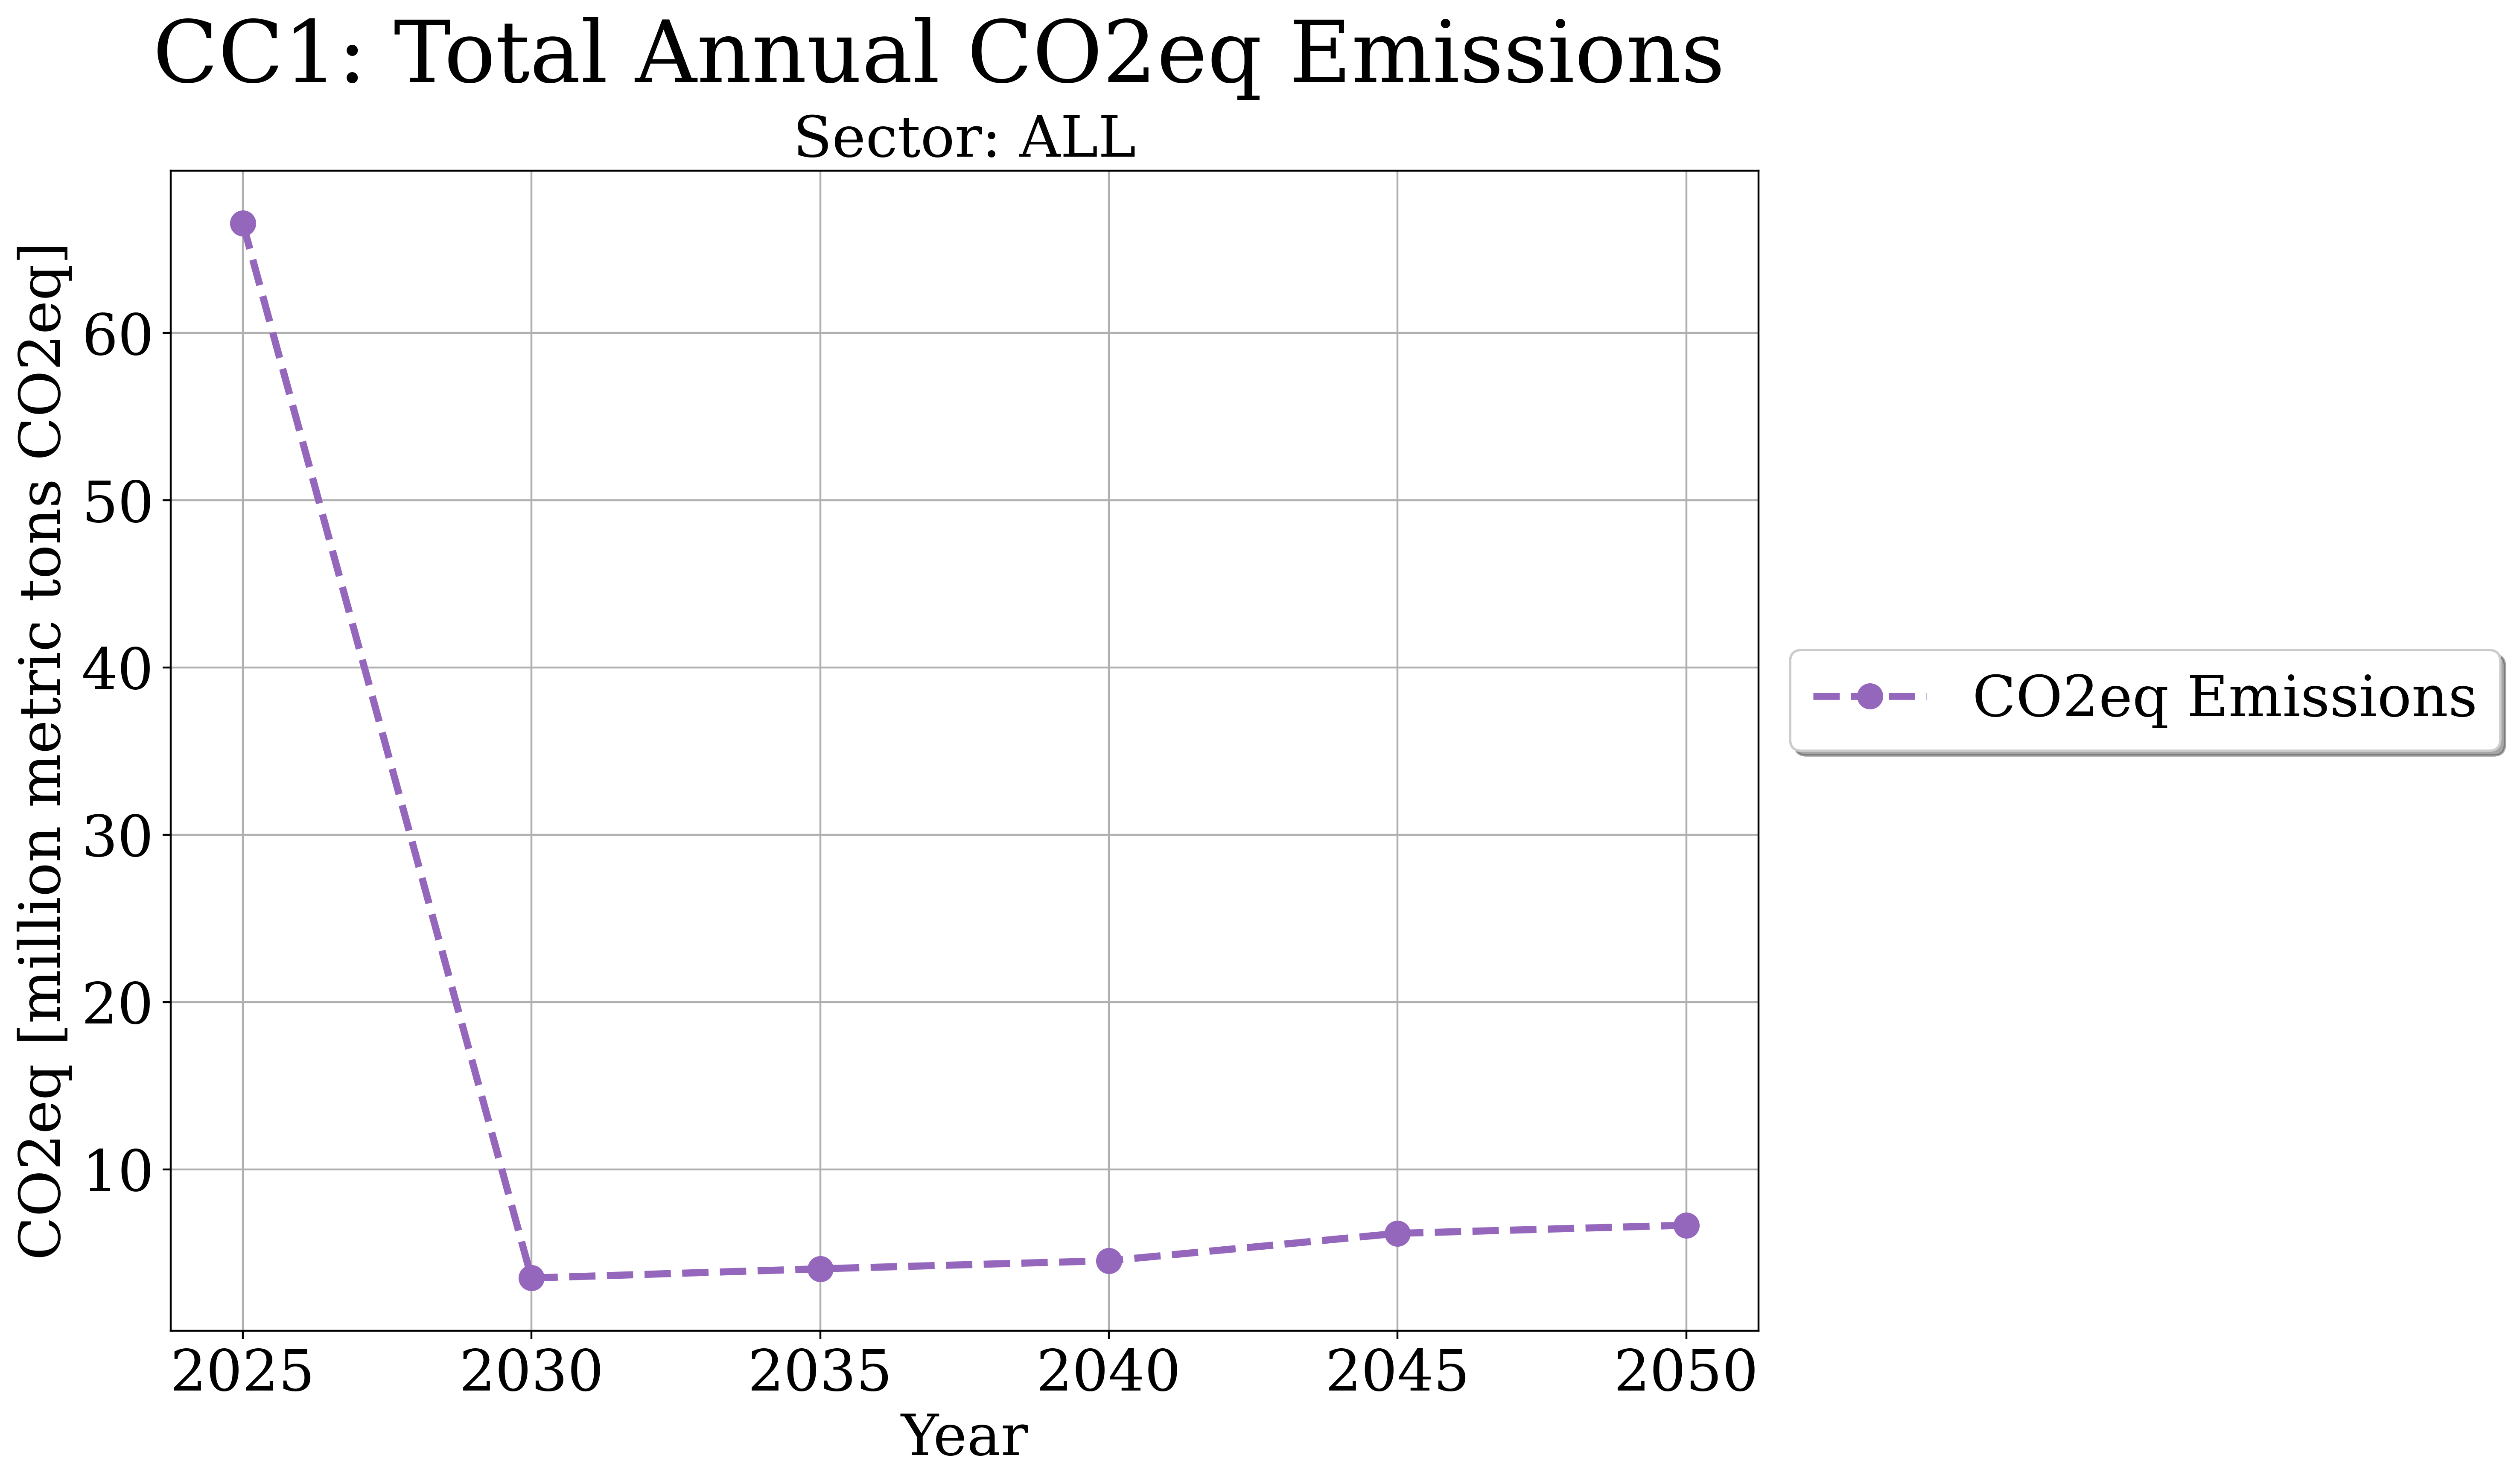 CC1: Total Annual CO2eq Emissions
Sector: ALL
CO2eq [million metric tons CO2eq]
60
50
40
30
20
10
2025 2030 2035 2040 2045 2050
Year
CO2eq Emissions